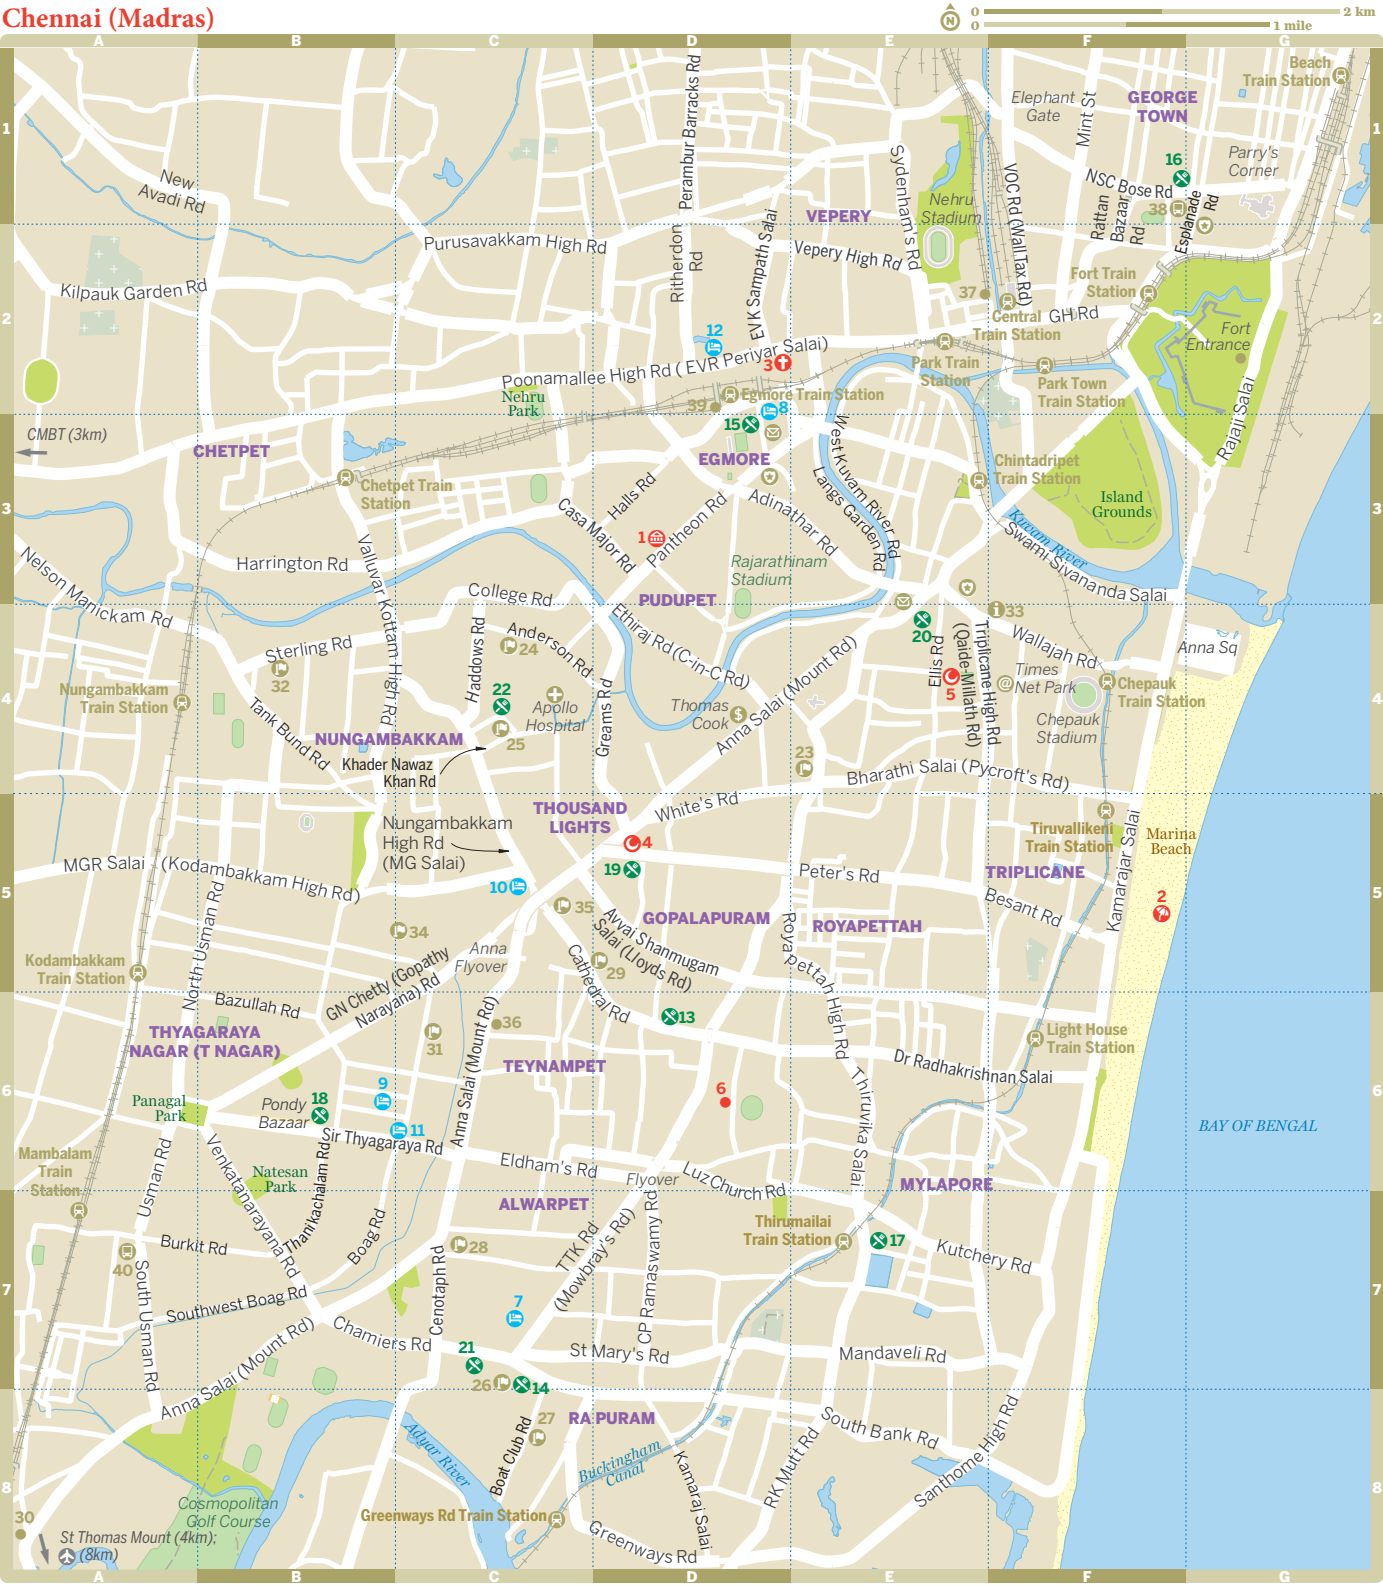 Chennai (Madras)
N
0
2 km
0
1 mile
A
B
C
D
E
F
G
1
1
Beach
Train Station
Elephant
Gate
Mint St
GEORGE
TOWN
Perambur Barracks Rd
Sydenham's Rd
VOC Rd (Wall Tax Rd)
16
Parry's
Corner
NSC Bose Rd
38
Rattan
Bazaar
Rd
Esplanade
Rd
New
Avadi Rd
Nehru
Stadium
VEPERY
Purusavakkam High Rd
Ritherdon
Rd
EVK Sampath Salai
Vepery High Rd
Fort Train
Station
Kilpauk Garden Rd
37
Central
Train Station
GH Rd
2
2
12
Fort
Entrance
Poonamallee High Rd ( EVR Periyar Salai)
3
Park Train
Station
Park Town
Train Station
Nehru
Park
39
Egmore Train Station
8
15
Rajaji Salai
CMBT (3km)
CHETPET
EGMORE
West Kuvam River Rd
Langs Garden Rd
Chintadripet
Train Station
Chetpet Train
Station
Island
Grounds
Halls Rd
Casa Major Rd
Adinathar Rd
Pantheon Rd
3
3
1
Kuvam River
Swami Sivananda Salai
Nelson Manickam Rd
Harrington Rd
Valluvar Kottam High Rd
Rajarathinam
Stadium
College Rd
PUDUPET
33
20
Ethiraj Rd (C-in-C Rd)
Haddows Rd
Anderson Rd
24
Sterling Rd
32
Wallajah Rd
Anna Sq
Ellis Rd
Triplicane High Rd
(Qaide-Millath Rd)
5
Times
Net Park
Chepauk
Train Station
Nungambakkam
Train Station
4
4
22
Apollo
Hospital
Greams Rd
Thomas
Cook
Anna Salai (Mount Rd)
Chepauk
Stadium
Tank Bund Rd
NUNGAMBAKKAM
25
Khader Nawaz
Khan Rd
23
Bharathi Salai (Pycroft's Rd)
THOUSAND
LIGHTS
White's Rd
Nungambakkam
High Rd
(MG Salai)
4
Tiruvallikeni
Train Station
Marina
Beach
MGR Salai
(Kodambakkam High Rd)
19
Peter's Rd
TRIPLICANE
Kamarajar Salai
5
5
10
35
Besant Rd
2
GOPALAPURAM
ROYAPETTAH
34
Avvai Shanmugam
Salai (Lloyds Rd)
Royapettah High Rd
North Usman Rd
Anna
Flyover
Kodambakkam
Train Station
GN Chetty (Gopathy
Narayana) Rd
Cathedral Rd
29
Bazullah Rd
13
36
31
THYAGARAYA
NAGAR (T NAGAR)
Light House
Train Station
Anna Salai (Mount Rd)
TEYNAMPET
Dr Radhakrishnan Salai
9
6
6
6
Panagal
Park
Pondy
Bazaar
18
Thiruvika Salai
11
Sir Thyagaraya Rd
BAY OF BENGAL
Mambalam
Train
Station
Usman Rd
Venkatanarayana Rd
Natesan
Park
Thanikachalam Rd
Eldham's Rd
Flyover
Luz Church Rd
MYLAPORE
ALWARPET
Thirumailai
Train Station
17
Burkit Rd
40
Boag Rd
28
TTK Rd
(Mowbray's Rd)
CP Ramaswamy Rd
Kutchery Rd
7
7
South Usman Rd
Southwest Boag Rd
Cenotaph Rd
7
Chamiers Rd
21
St Mary's Rd
Mandaveli Rd
26
14
Anna Salai (Mount Rd)
27
RA PURAM
South Bank Rd
Santhome High Rd
Adyar River
Boat Club Rd
Buckingham
Canal
Kamaraj Salai
RK Mutt Rd
8
8
Cosmopolitan
Golf Course
Greenways Rd Train Station
30
St Thomas Mount (4km);
(8km)
Greenways Rd
A
B
C
D
E
F
G